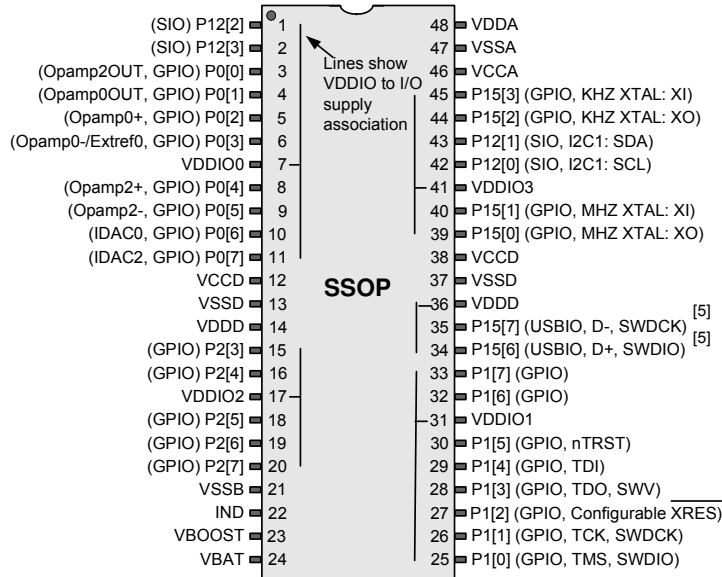 (SIO) P12[2] 1 48 VDDA
(SIO) P12[3] 2 47 VSSA
(Opamp2OUT, GPIO) P0[0] 3 46 VCCA
(Opamp0OUT, GPIO) P0[1] 4 45 P15[3] (GPIO, KHZ XTAL: XI)
(Opamp0+, GPIO) P0[2] 5 44 P15[2] (GPIO, KHZ XTAL: XO)
(Opamp0-/Extref0, GPIO) P0[3] 6 43 P12[1] (SIO, I2C1: SDA)
VDDIO0 7 42 P12[0] (SIO, I2C1: SCL)
(Opamp2+, GPIO) P0[4] 8 41 VDDIO3
(Opamp2-, GPIO) P0[5] 9 40 P15[1] (GPIO, MHZ XTAL: XI)
(IDAC0, GPIO) P0[6] 10 39 P15[0] (GPIO, MHZ XTAL: XO)
(IDAC2, GPIO) P0[7] 11 38 VCCD
VCCD 12 37 VSSD
VSSD 13 36 VDDD
VDDD 14 35 P15[7] (USBIO, D-, SWDCK) [5]
(GPIO) P2[3] 15 34 P15[6] (USBIO, D+, SWDIO) [5]
(GPIO) P2[4] 16 33 P1[7] (GPIO)
VDDIO2 17 32 P1[6] (GPIO)
(GPIO) P2[5] 18 31 VDDIO1
(GPIO) P2[6] 19 30 P1[5] (GPIO, nTRST)
(GPIO) P2[7] 20 29 P1[4] (GPIO, TDI)
VSSB 21 28 P1[3] (GPIO, TDO, SWV)
IND 22 27 P1[2] (GPIO, Configurable XRES)
VBOOST 23 26 P1[1] (GPIO, TCK, SWDCK)
VBAT 24 25 P1[0] (GPIO, TMS, SWDIO)
Lines show
VDDIO to I/O
supply
association
SSOP